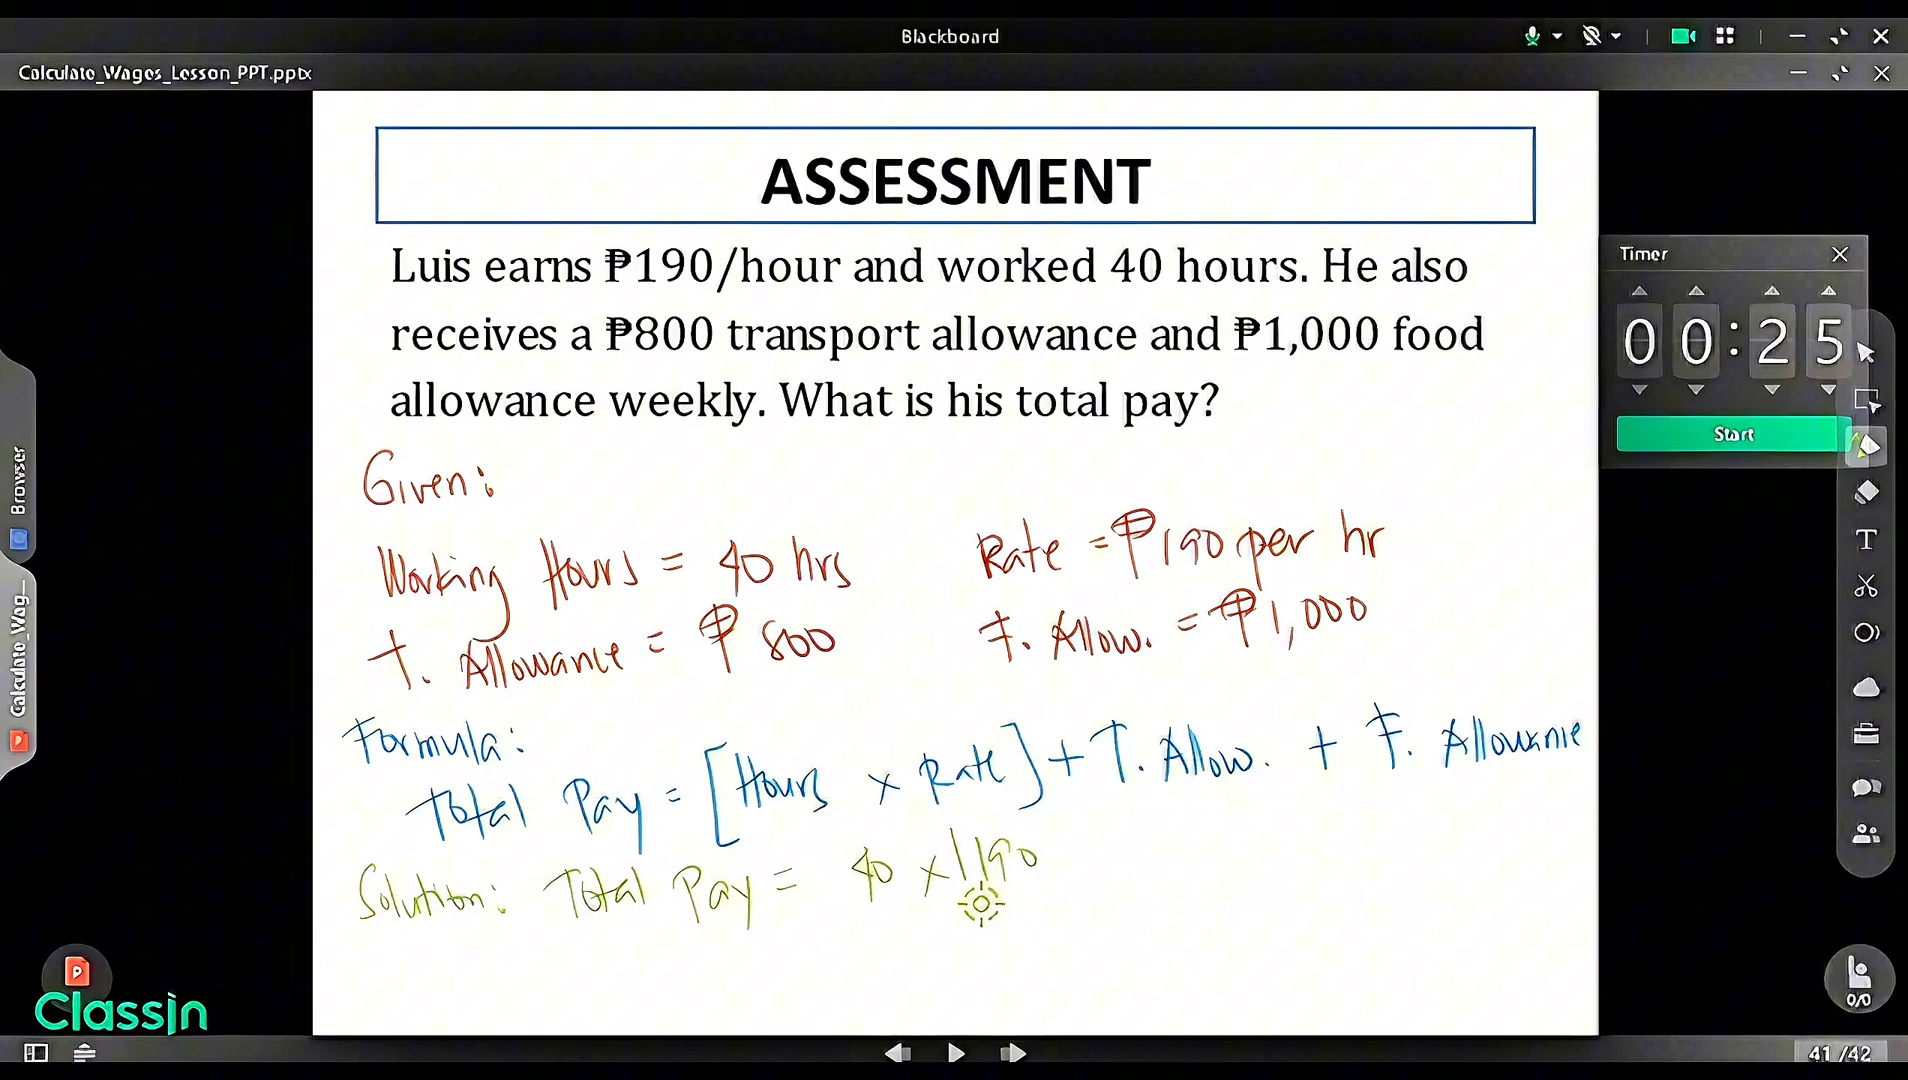 Blackboard
Calculate_Wages_Lesson_PPT.pptx
ASSESSMENT
Luis earns ₱190/hour and worked 40 hours. He also
receives a ₱800 transport allowance and ₱1,000 food
allowance weekly. What is his total pay?
Timer
00:25
Start
Given:
Working Hours = 40 hrs
Rate = ₱190 per hr
T. Allowance = ₱ 800
F. Allow. = ₱1,000
Formula:
Total Pay = [Hours x Rate] + T. Allow. + F. Allowance
Solution: Total Pay = 40 x 190
Browser
Calculate_Wag...
T
P
P
ClassIn
0/0
41/42